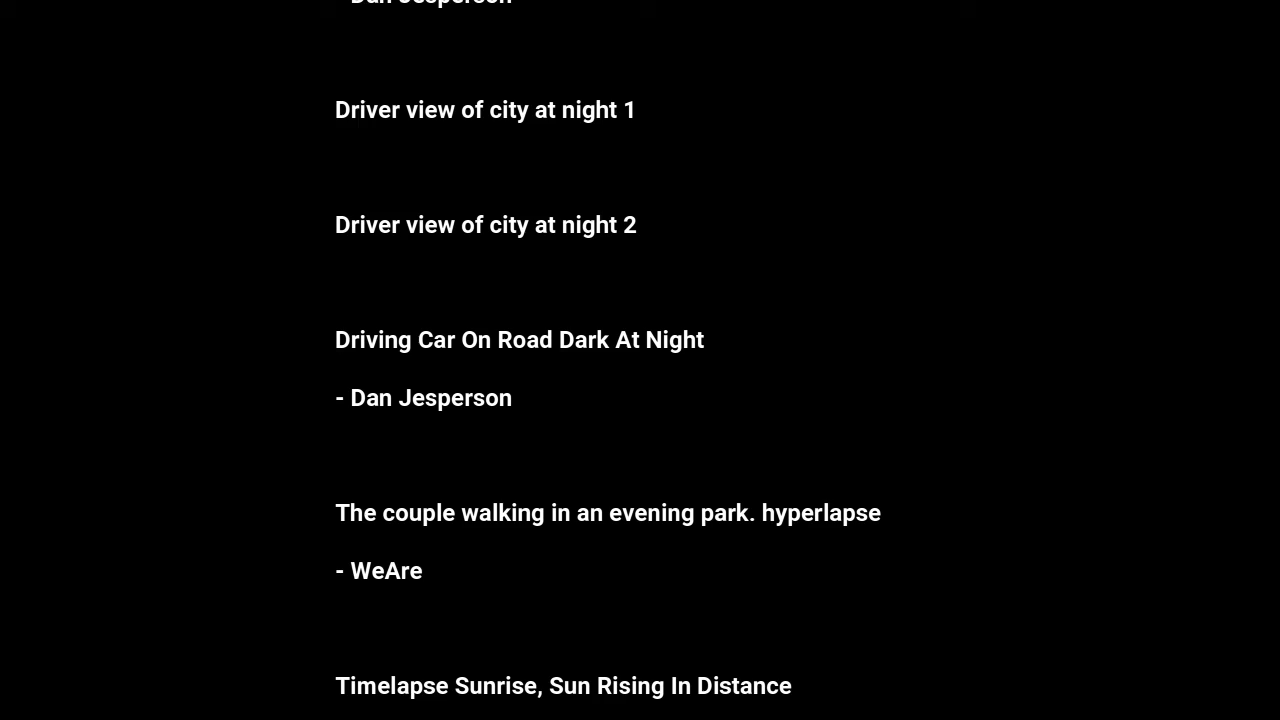 - Dan Jesperson
Driver view of city at night 1
Driver view of city at night 2
Driving Car On Road Dark At Night
- Dan Jesperson
The couple walking in an evening park. hyperlapse
- WeAre
Timelapse Sunrise, Sun Rising In Distance